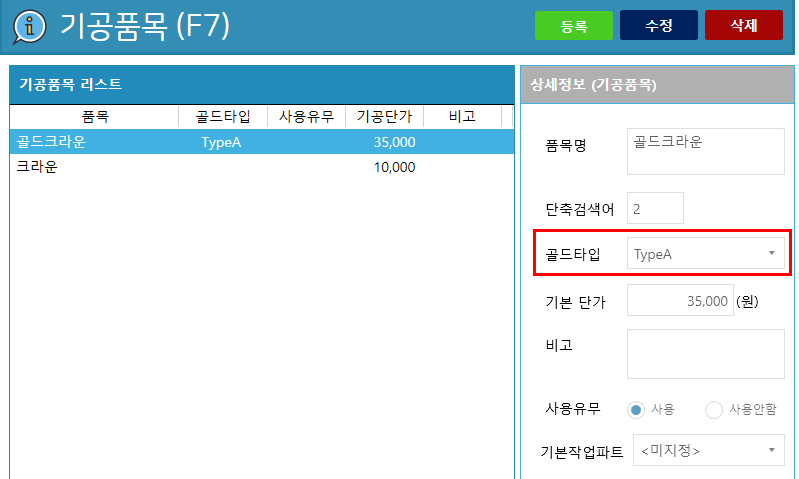 기공품목 (F7)
등록 수정 삭제
기공품목 리스트
품목 골드타입 사용유무 기공단가 비고
골드크라운 TypeA 35,000
크라운 10,000
상세정보 (기공품목)
품목명 골드크라운
단축검색어 2
골드타입 TypeA
기본 단가 35,000 (원)
비고
사용유무 사용 사용안함
기본작업파트 <미지정>